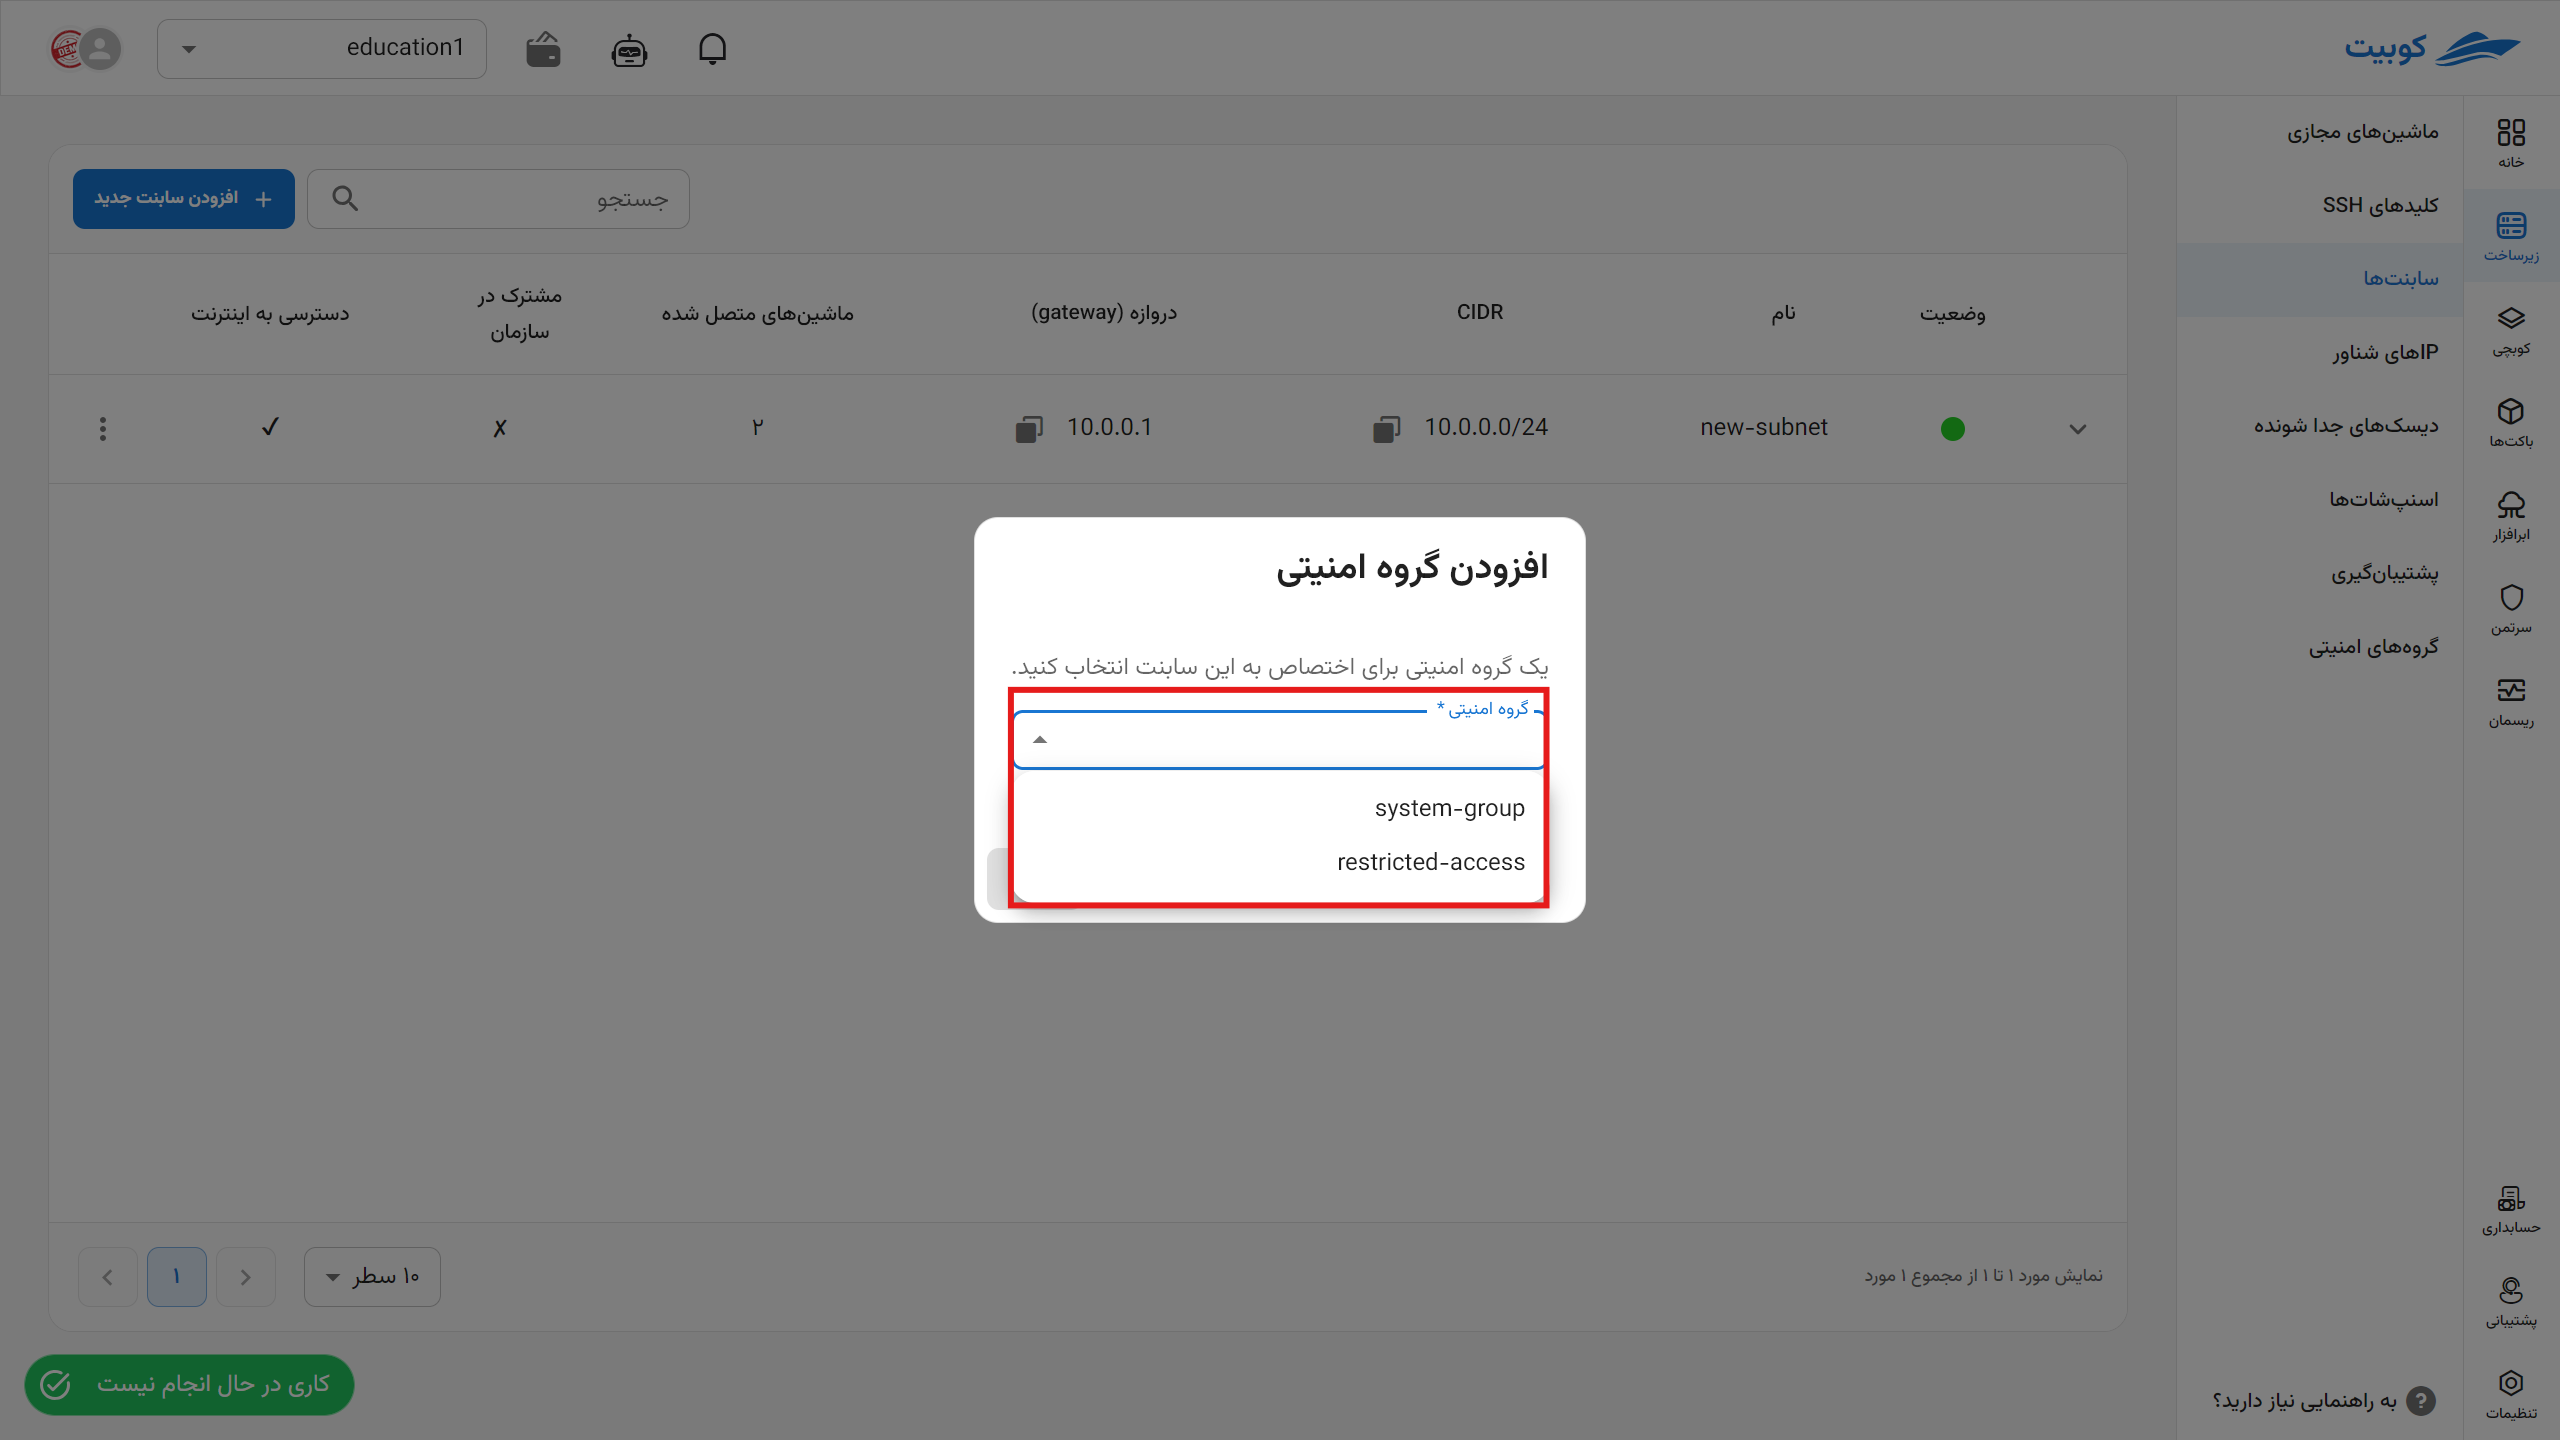 کوبیت
education1
DEMO
خانه
زیرساخت
کوبچی
باکت‌ها
ابرافزار
سرتمن
ریسمان
حسابداری
پشتیبانی
تنظیمات
ماشین‌های مجازی
کلیدهای SSH
سابنت‌ها
IPهای شناور
دیسک‌های جدا شونده
اسنپ‌شات‌ها
پشتیبان‌گیری
گروه‌های امنیتی
به راهنمایی نیاز دارید؟
جستجو
افزودن سابنت جدید
وضعیت
نام
CIDR
دروازه (gateway)
ماشین‌های متصل شده
مشترک در
سازمان
دسترسی به اینترنت
new-subnet
10.0.0.0/24
10.0.0.1
۲
✗
✓
افزودن گروه امنیتی
یک گروه امنیتی برای اختصاص به این سابنت انتخاب کنید.
گروه امنیتی *
system-group
restricted-access
نمایش مورد ۱ تا ۱ از مجموع ۱ مورد
۱۰ سطر
۱
کاری در حال انجام نیست